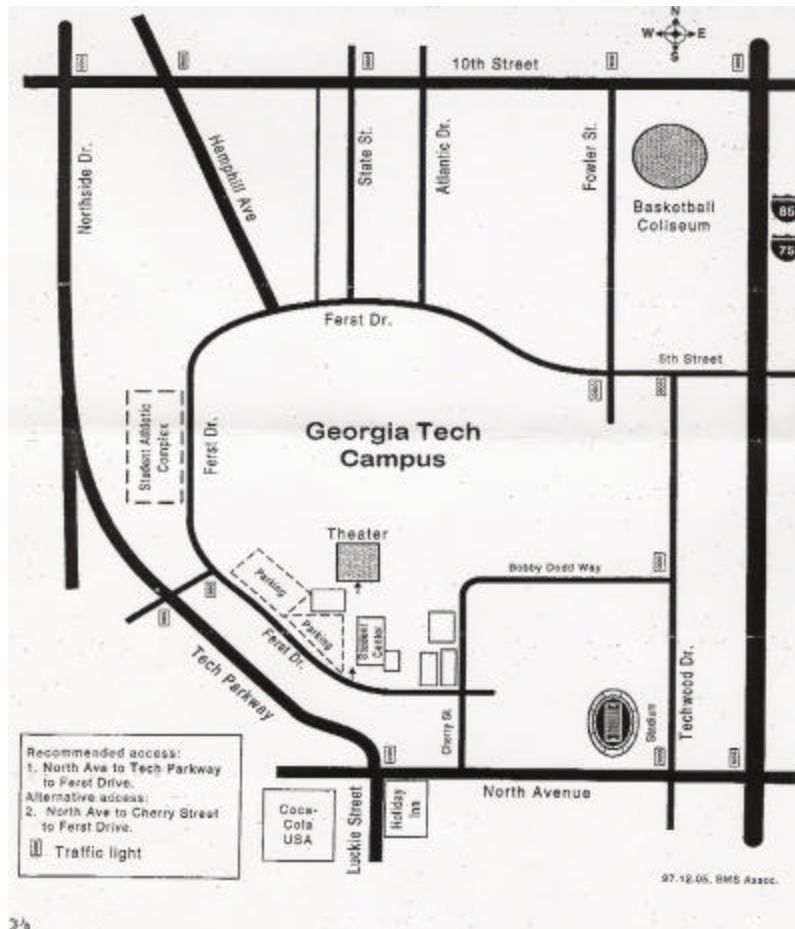 N
W E
S
10th Street
Northside Dr.
Hemphill Ave
State St.
Atlantic Dr.
Fowler St.
Basketball
Coliseum
85
75
Ferst Dr.
5th Street
Student Athletic
Complex
Ferst Dr.
Georgia Tech
Campus
Theater
Parking
Parking
Student
Center
Bobby Dodd Way
Ferst Dr.
Tech Parkway
Cherry St.
Stadium
Techwood Dr.
North Avenue
Recommended access:
1. North Ave to Tech Parkway
to Ferst Drive.
Alternative access:
2. North Ave to Cherry Street
to Ferst Drive.
Traffic light
Coca-
Cola
USA
Luckie Street
Holiday
Inn
97.12.05, SMS Assoc.